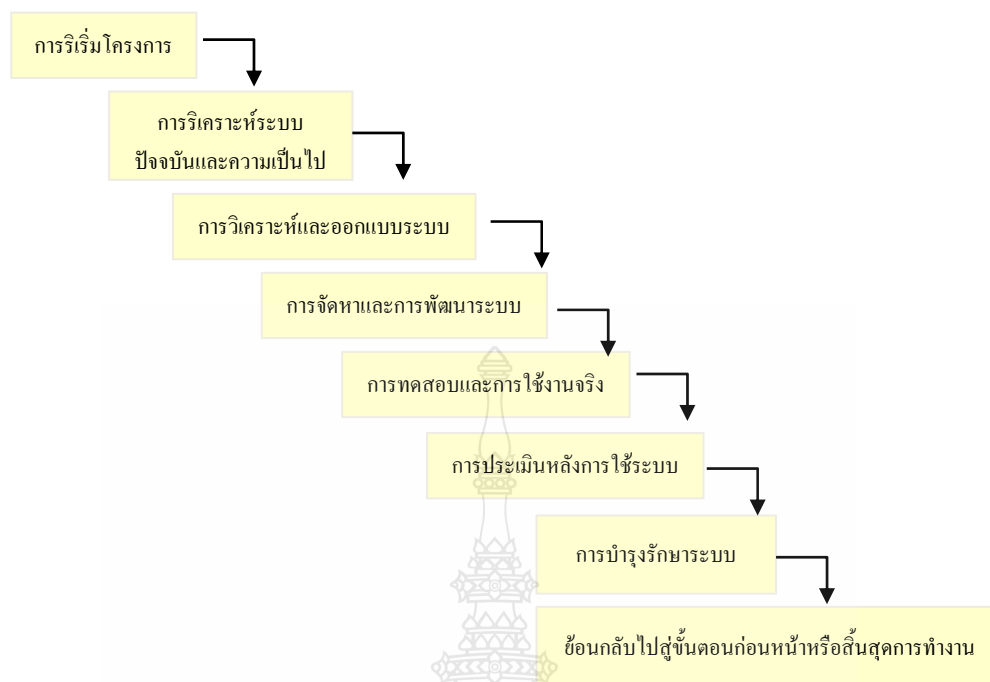 การริเริ่มโครงการ
การริเคราะห์ระบบ
ปัจจบันและความเป็นไป
การวิเคราะห์และออกแบบระบบ
การจัดหาและการพัฒนาระบบ
การทดสอบและการใช้งานจริง
การประเมินหลังการใช้ระบบ
การบำรุงรักษาระบบ
ย้อนกลับไปสู่ขั้นตอนก่อนหน้าหรือสิ้นสุดการทำงาน